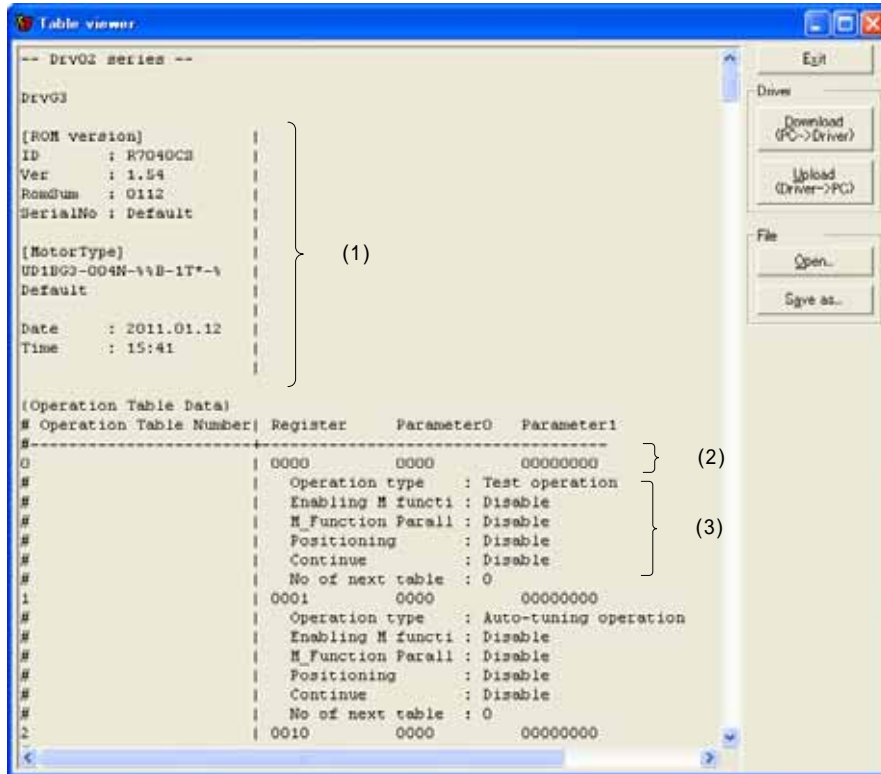 Table viewer
-- Drv02 series --
DrvG3
[ROM version] |
ID : R7040CS |
Ver : 1.54 |
RomSum : 0112 |
SerialNo : Default |
|
[MotorType] |
UD1BG3-004N-%%B-1T*-% |
Default |
|
Date : 2011.01.12 |
Time : 15:41 |
|
(1)
(Operation Table Data)
# Operation Table Number| Register Parameter0 Parameter1
#-----------------------+-----------------------------------
0 | 0000 0000 00000000
(2)
# | Operation type : Test operation
# | Enabling M functi : Disable
# | M_Function Parall : Disable
# | Positioning : Disable
# | Continue : Disable
# | No of next table : 0
(3)
1 | 0001 0000 00000000
# | Operation type : Auto-tuning operation
# | Enabling M functi : Disable
# | M_Function Parall : Disable
# | Positioning : Disable
# | Continue : Disable
# | No of next table : 0
2 | 0010 0000 00000000
Exit
Driver
Download
(PC->Driver)
Upload
(Driver->PC)
File
Open..
Save as..